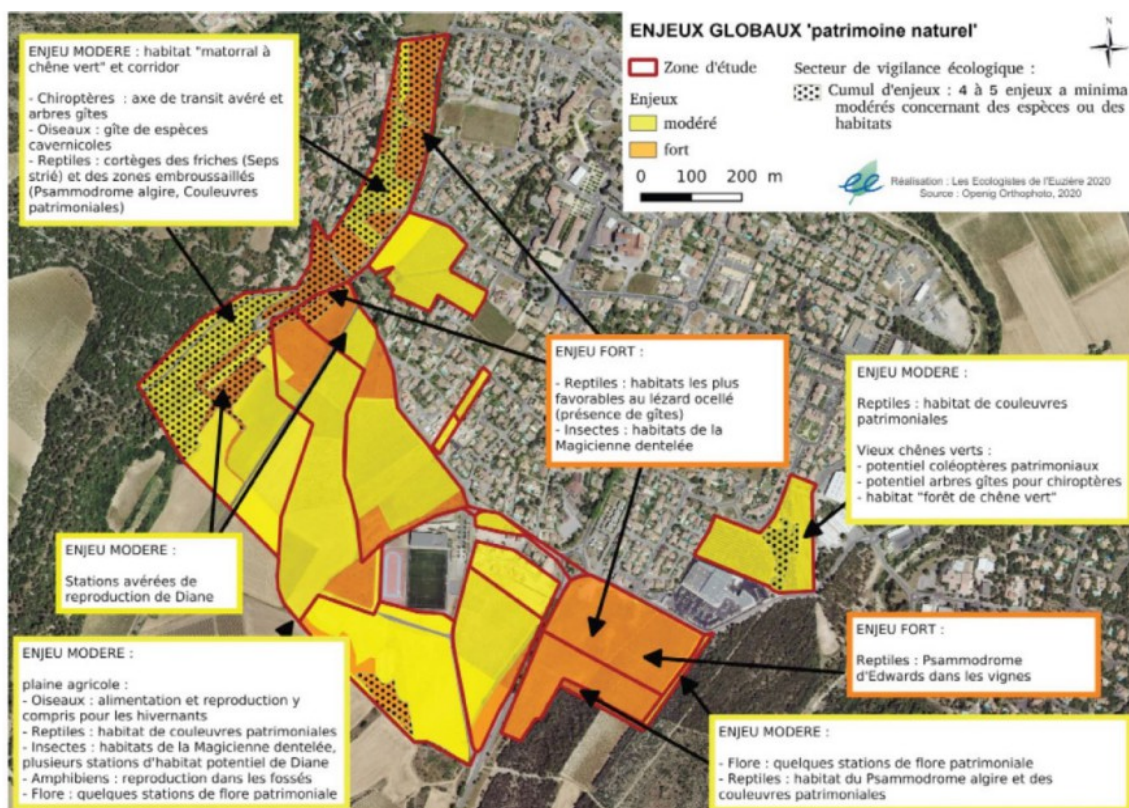 ENJEU MODERE : habitat "matorral à
chêne vert" et corridor
- Chiroptères : axe de transit avéré et
arbres gîtes
- Oiseaux : gîte de espèces
cavernicoles
- Reptiles : cortèges des friches (Seps
strié) et des zones embroussaillés
(Psammodrome algire, Couleuvres
patrimoniales)
ENJEUX GLOBAUX 'patrimoine naturel'
N
Zone d'étude
Enjeux
modéré
fort
0 100 200 m
Secteur de vigilance écologique :
Cumul d'enjeux : 4 à 5 enjeux a minima
modérés concernant des espèces ou des
habitats
Réalisation : Les Ecologistes de l'Euzière 2020
Source : Openig Orthophoto, 2020
ENJEU FORT :
- Reptiles : habitats les plus
favorables au lézard ocellé
(présence de gîtes)
- Insectes : habitats de la
Magicienne dentelée
ENJEU MODERE :
Reptiles : habitat de couleuvres
patrimoniales
Vieux chênes verts :
- potentiel coléoptères patrimoniaux
- potentiel arbres gîtes pour chiroptères
- habitat "forêt de chêne vert"
ENJEU MODERE :
Stations avérées de
reproduction de Diane
ENJEU MODERE :
plaine agricole :
- Oiseaux : alimentation et reproduction y
compris pour les hivernants
- Reptiles : habitat de couleuvres patrimoniales
- Insectes : habitats de la Magicienne dentelée,
plusieurs stations d'habitat potentiel de Diane
- Amphibiens : reproduction dans les fossés
- Flore : quelques stations de flore patrimoniale
ENJEU FORT :
Reptiles : Psammodrome
d'Edwards dans les vignes
ENJEU MODERE :
- Flore : quelques stations de flore patrimoniale
- Reptiles : habitat du Psammodrome algire et des
couleuvres patrimoniales